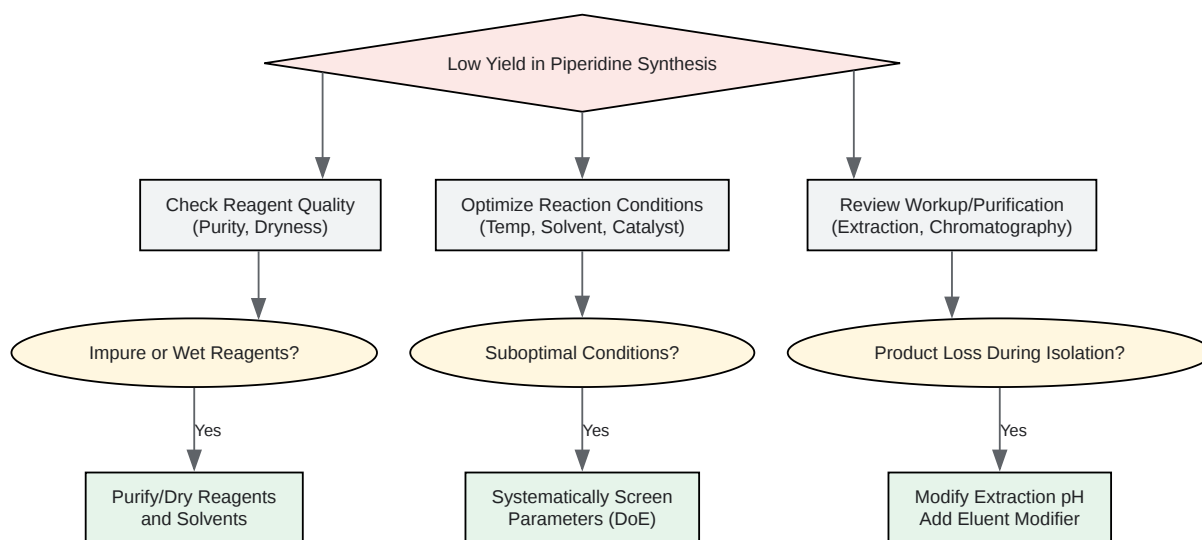 Low Yield in Piperidine Synthesis
Check Reagent Quality
(Purity, Dryness)
Optimize Reaction Conditions
(Temp, Solvent, Catalyst)
Review Workup/Purification
(Extraction, Chromatography)
Impure or Wet Reagents?
Suboptimal Conditions?
Product Loss During Isolation?
Yes
Yes
Yes
Purify/Dry Reagents
and Solvents
Systematically Screen
Parameters (DoE)
Modify Extraction pH
Add Eluent Modifier